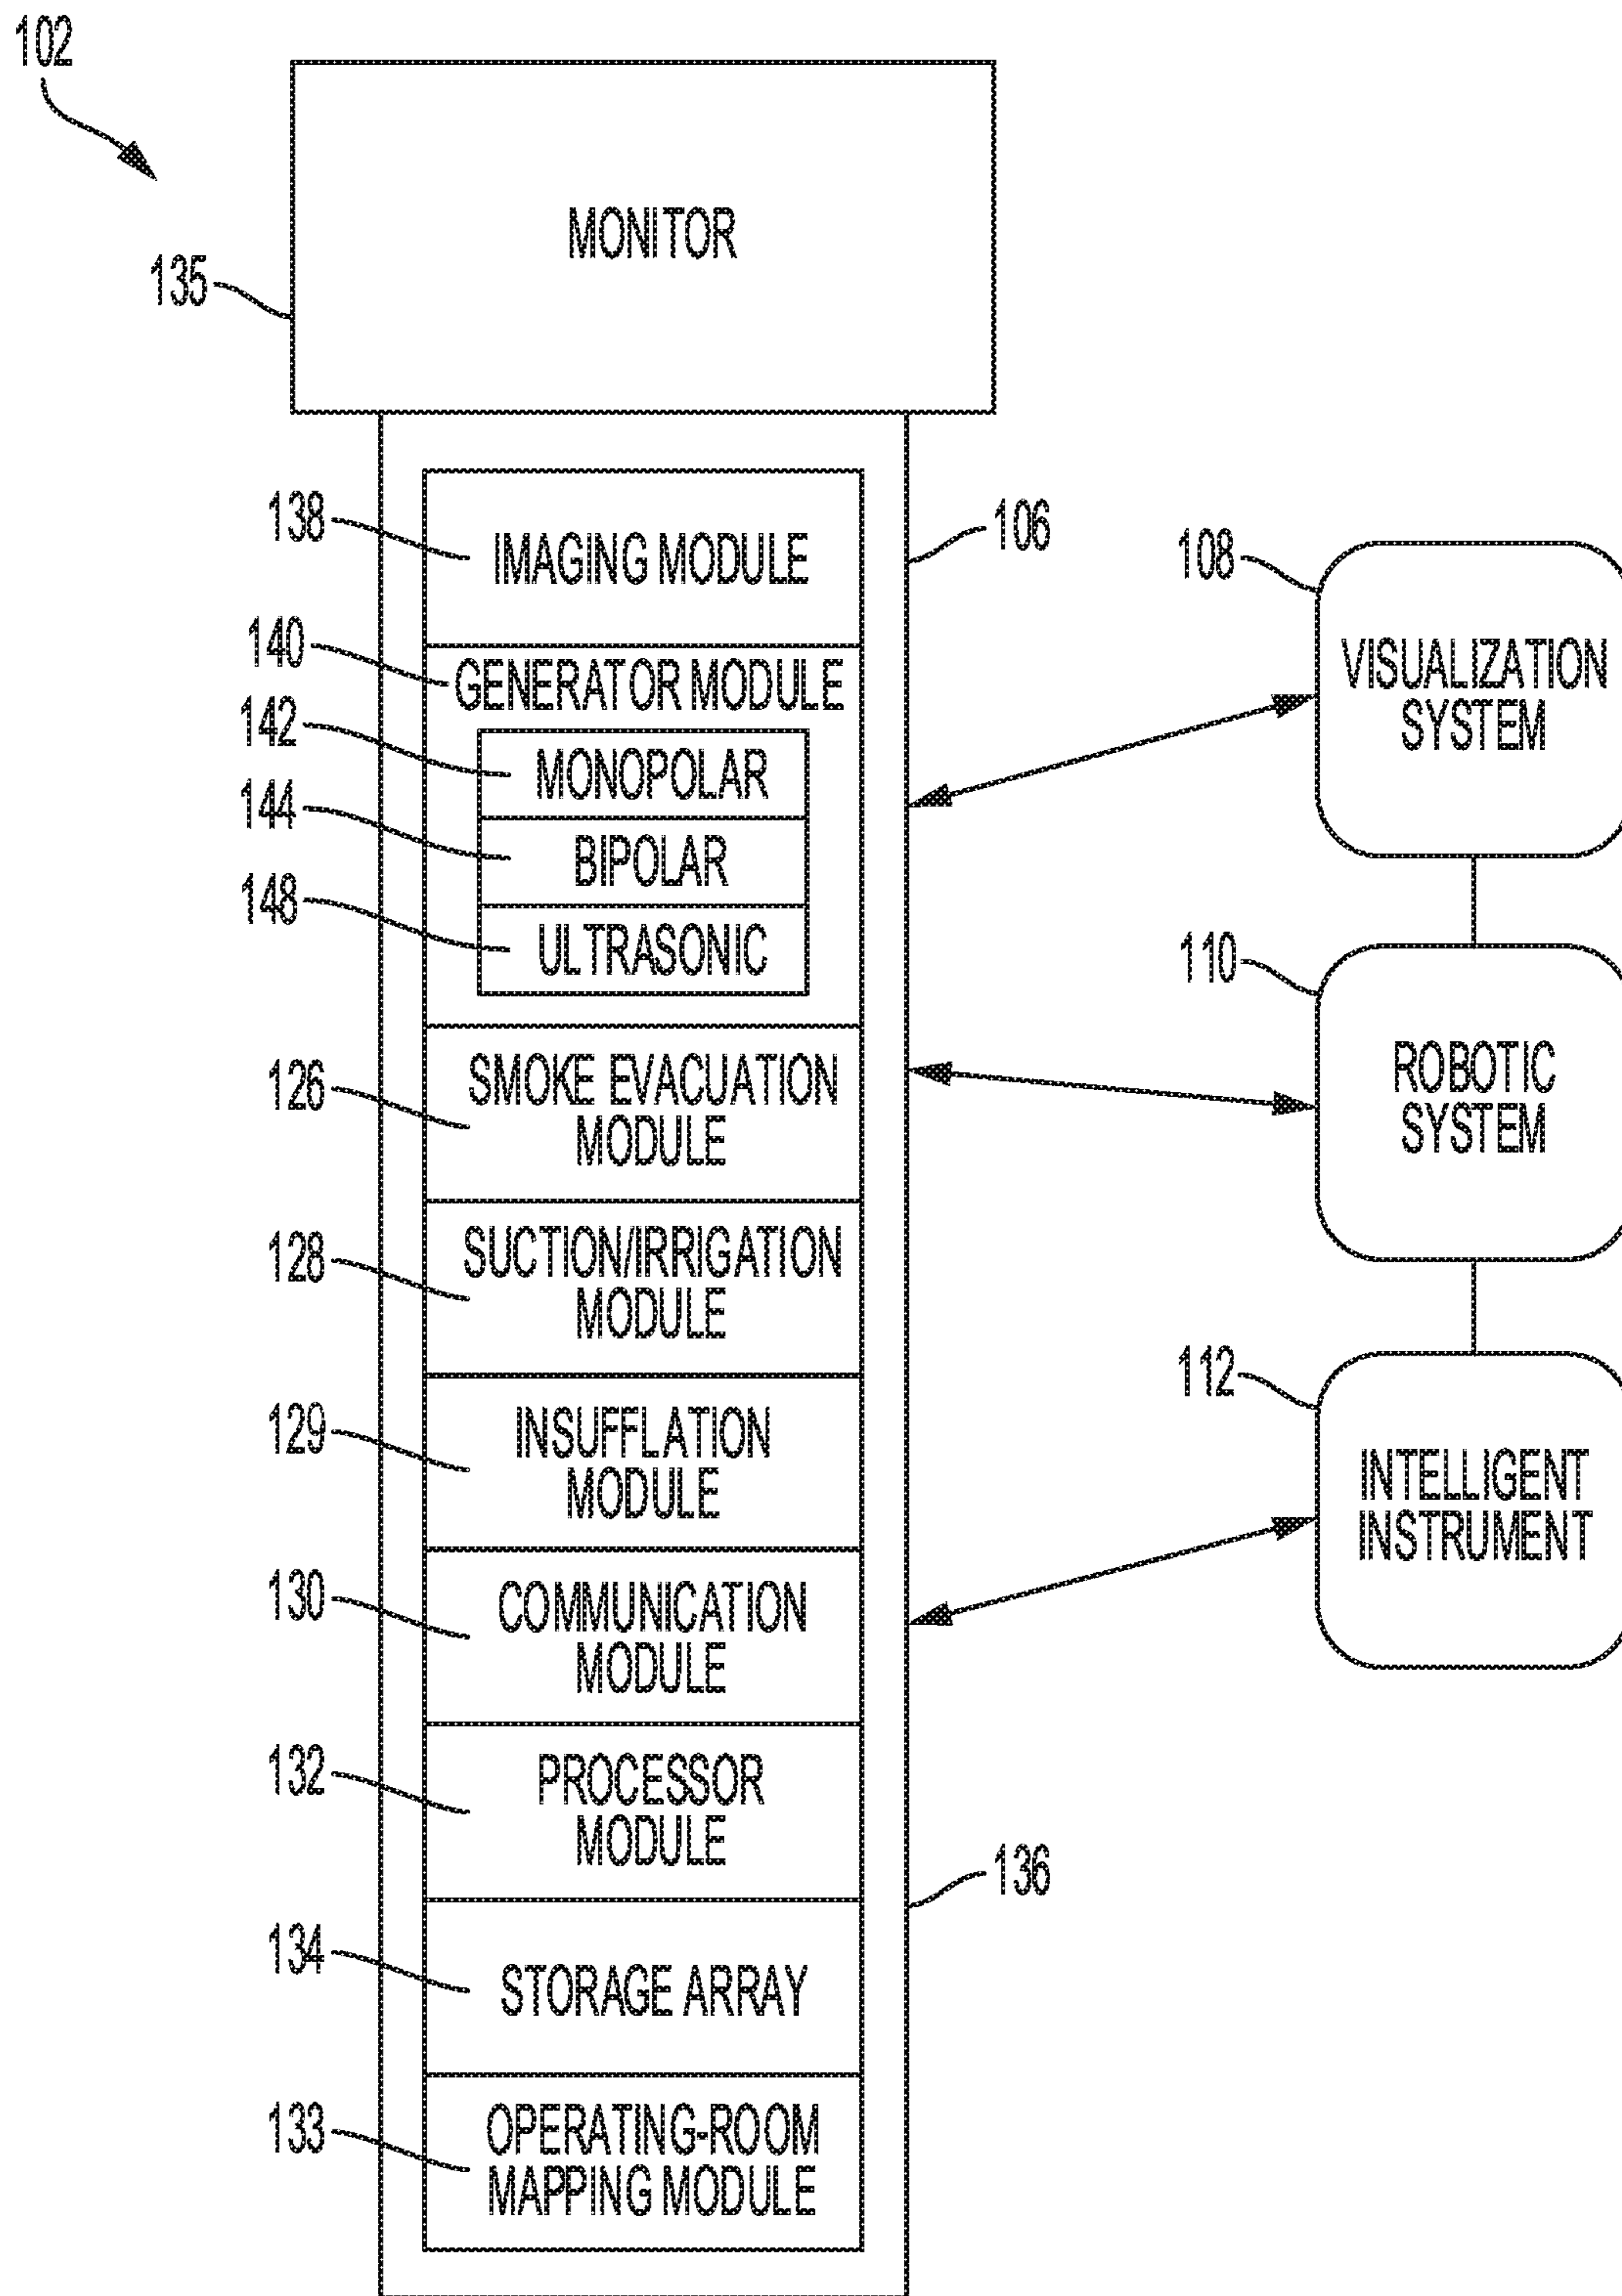 102
MONITOR
135
138
IMAGING MODULE
106
108
VISUALIZATION
SYSTEM
140
GENERATOR MODULE
142
MONOPOLAR
144
BIPOLAR
148
ULTRASONIC
110
ROBOTIC
SYSTEM
126
SMOKE EVACUATION
MODULE
128
SUCTION/IRRIGATION
MODULE
112
INTELLIGENT
INSTRUMENT
129
INSUFFLATION
MODULE
130
COMMUNICATION
MODULE
132
PROCESSOR
MODULE
136
134
STORAGE ARRAY
133
OPERATING-ROOM
MAPPING MODULE